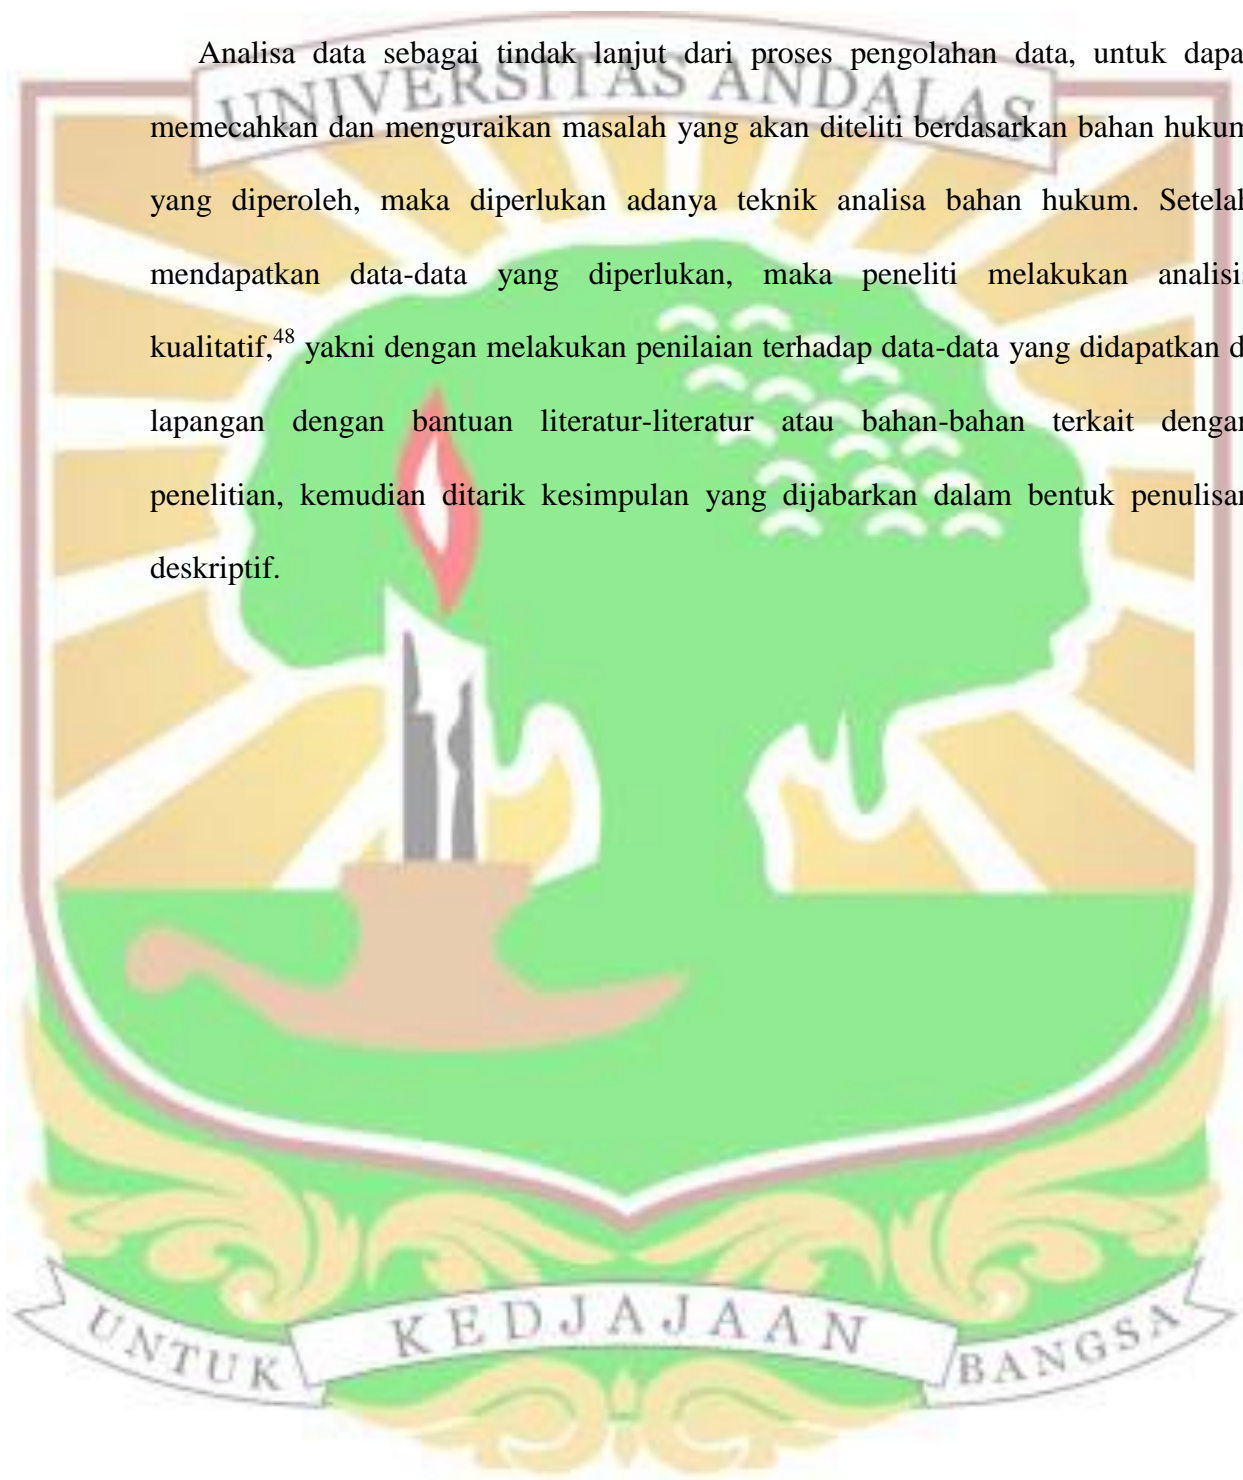 Analisa data sebagai tindak lanjut dari proses pengolahan data, untuk dapa
UNIVERSITAS ANDALAS
memecahkan dan menguraikan masalah yang akan diteliti berdasarkan bahan hukum
yang diperoleh, maka diperlukan adanya teknik analisa bahan hukum. Setelah
mendapatkan data-data yang diperlukan, maka peneliti melakukan analisis
kualitatif,⁴⁸ yakni dengan melakukan penilaian terhadap data-data yang didapatkan di
lapangan dengan bantuan literatur-literatur atau bahan-bahan terkait dengan
penelitian, kemudian ditarik kesimpulan yang dijabarkan dalam bentuk penulisan
deskriptif.
UNTUK KEDJAJAAN BANGSA